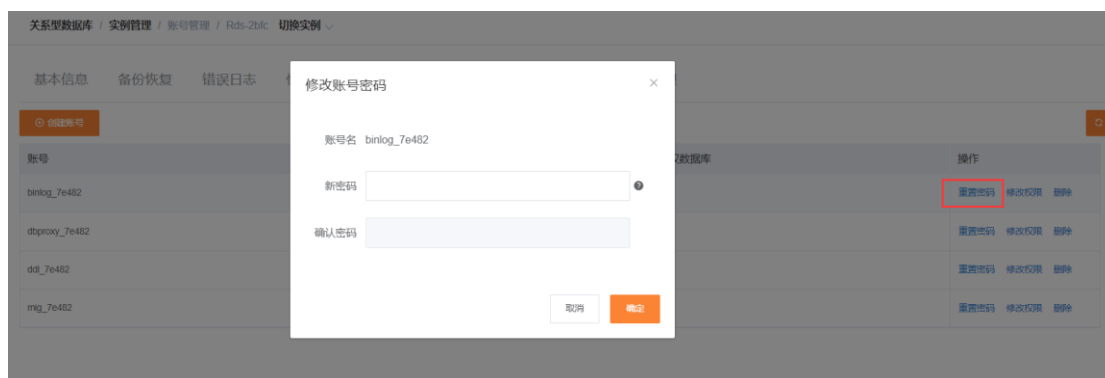 关系型数据库 / 实例管理 / 账号管理 / Rds-2bfc 切换实例
基本信息 备份恢复 错误日志
修改账号密码
创建账号
账号名 binlog_7e482
账号 数据库 操作
新密码
binlog_7e482 重置密码 修改权限 删除
确认密码
dbproxy_7e482 重置密码 修改权限 删除
ddl_7e482 重置密码 修改权限 删除
mig_7e482 重置密码 修改权限 删除
取消 确定